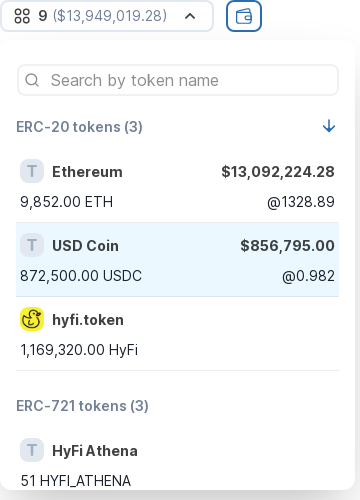 9 ($13,949,019.28)
Search by token name
ERC-20 tokens (3)
T Ethereum $13,092,224.28
9,852.00 ETH @1328.89
T USD Coin $856,795.00
872,500.00 USDC @0.982
hyfi.token
1,169,320.00 HyFi
ERC-721 tokens (3)
T HyFi Athena
51 HYFI_ATHENA